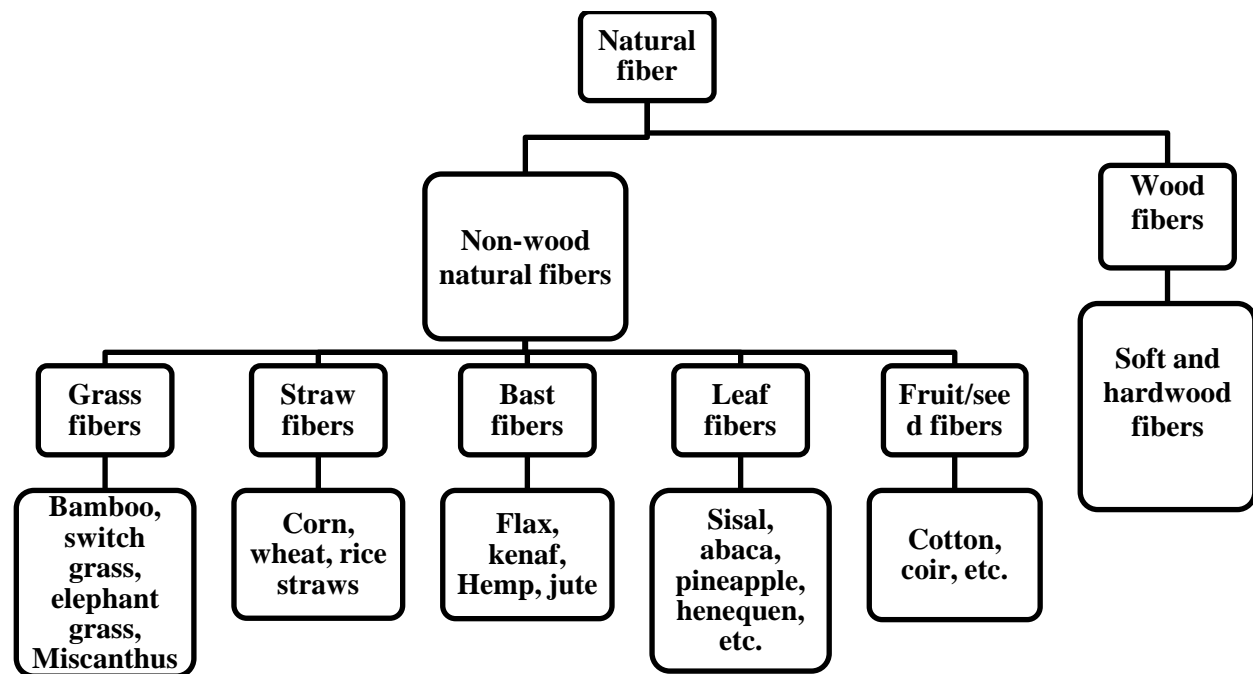 Natural
fiber
Non-wood
natural fibers
Wood
fibers
Soft and
hardwood
fibers
Grass
fibers
Straw
fibers
Bast
fibers
Leaf
fibers
Fruit/see
d fibers
Bamboo,
switch
grass,
elephant
grass,
Miscanthus
Corn,
wheat, rice
straws
Flax,
kenaf,
Hemp, jute
Sisal,
abaca,
pineapple,
henequen,
etc.
Cotton,
coir, etc.